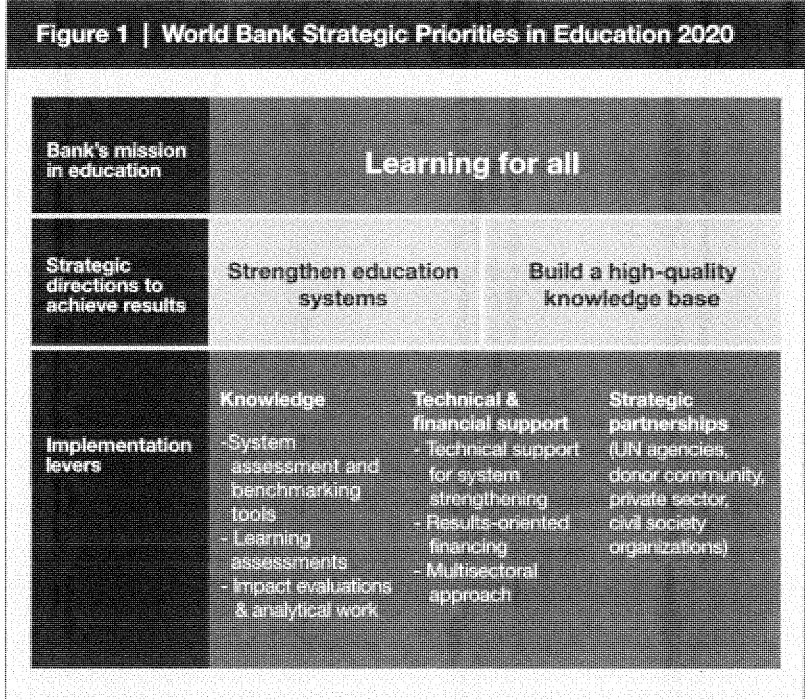 Figure 1 | World Bank Strategic Priorities in Education 2020
Bank's mission
in education
Learning for all
Strategic
directions to
achieve results
Strengthen education
systems
Build a high-quality
knowledge base
Implementation
levers
Knowledge
-System
assessment and
benchmarking
tools
- Learning
assessments
- Impact evaluations
& analytical work
Technical &
financial support
- Technical support
for system
strengthening
- Results-oriented
financing
- Multisectoral
approach
Strategic
partnerships
(UN agencies,
donor community,
private sector,
civil society
organizations)